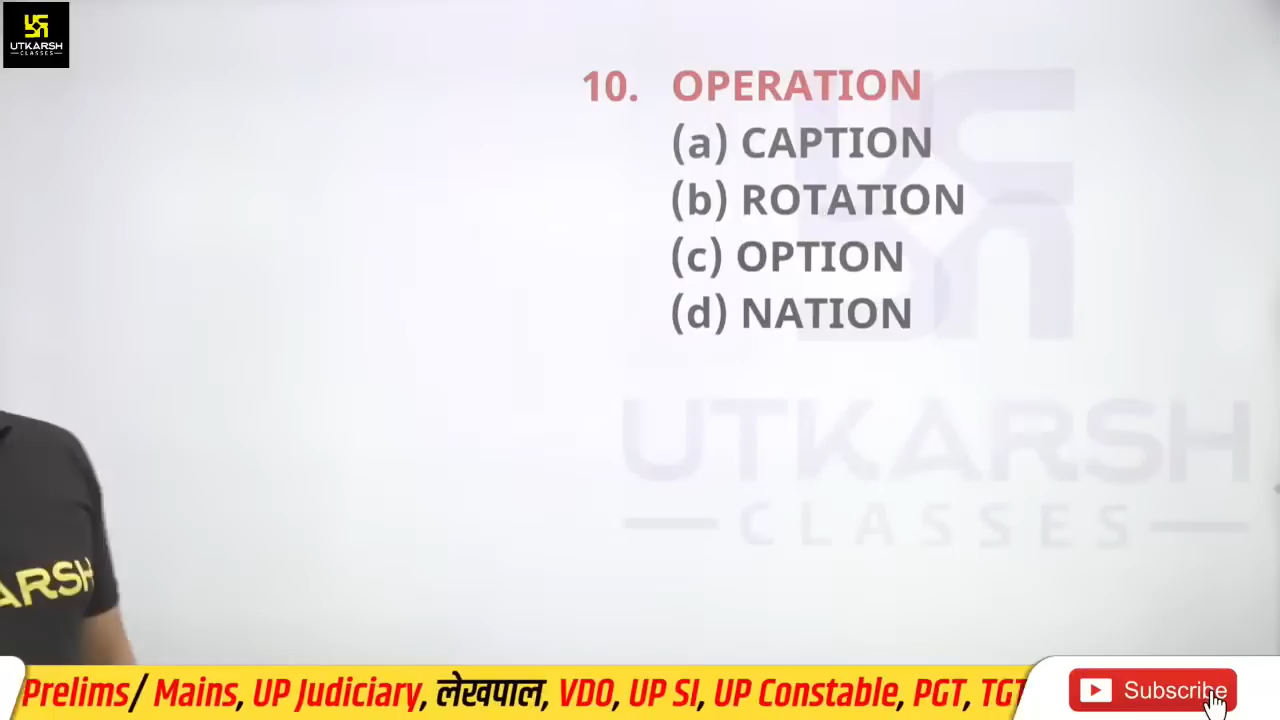 UTKARSH
CLASSES
10. OPERATION
(a) CAPTION
(b) ROTATION
(c) OPTION
(d) NATION
UTKARSH
CLASSES
ARSH
Prelims/ Mains, UP Judiciary, लेखपाल, VDO, UP SI, UP Constable, PGT, TGT
Subscribe